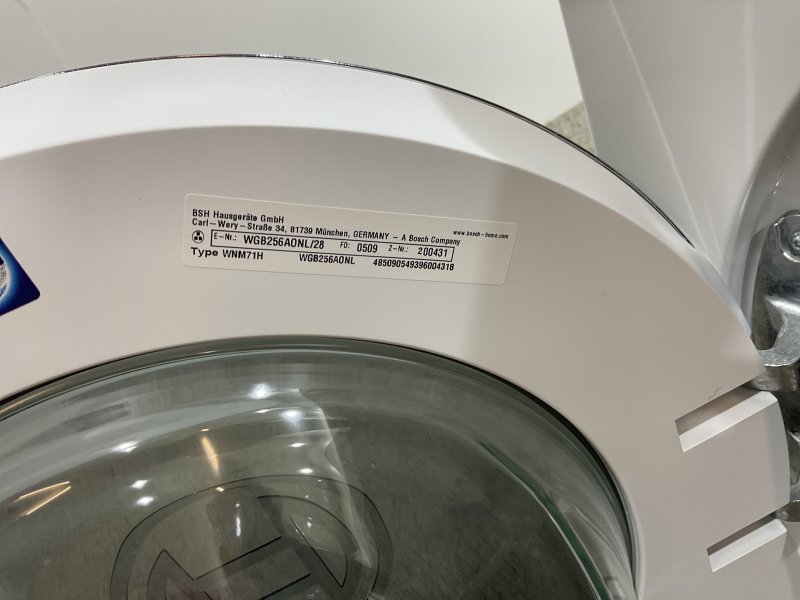 BSH Hausgeräte GmbH
Carl-Wery-Straße 34, 81739 München, GERMANY - A Bosch Company www.bosch-home.com
E-Nr.: WGB256A0NL/28 FD: 0509 Z-Nr.: 200431
Type WNM71H WGB256A0NL 485090549396004318